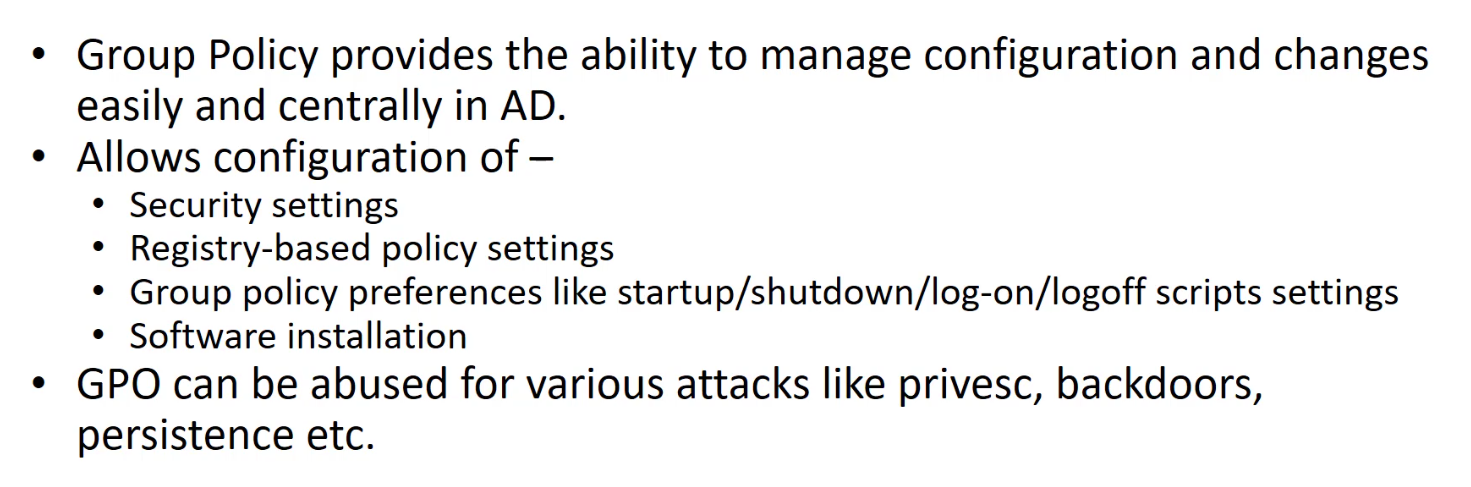 • Group Policy provides the ability to manage configuration and changes
easily and centrally in AD.
• Allows configuration of –
• Security settings
• Registry-based policy settings
• Group policy preferences like startup/shutdown/log-on/logoff scripts settings
• Software installation
• GPO can be abused for various attacks like privesc, backdoors,
persistence etc.